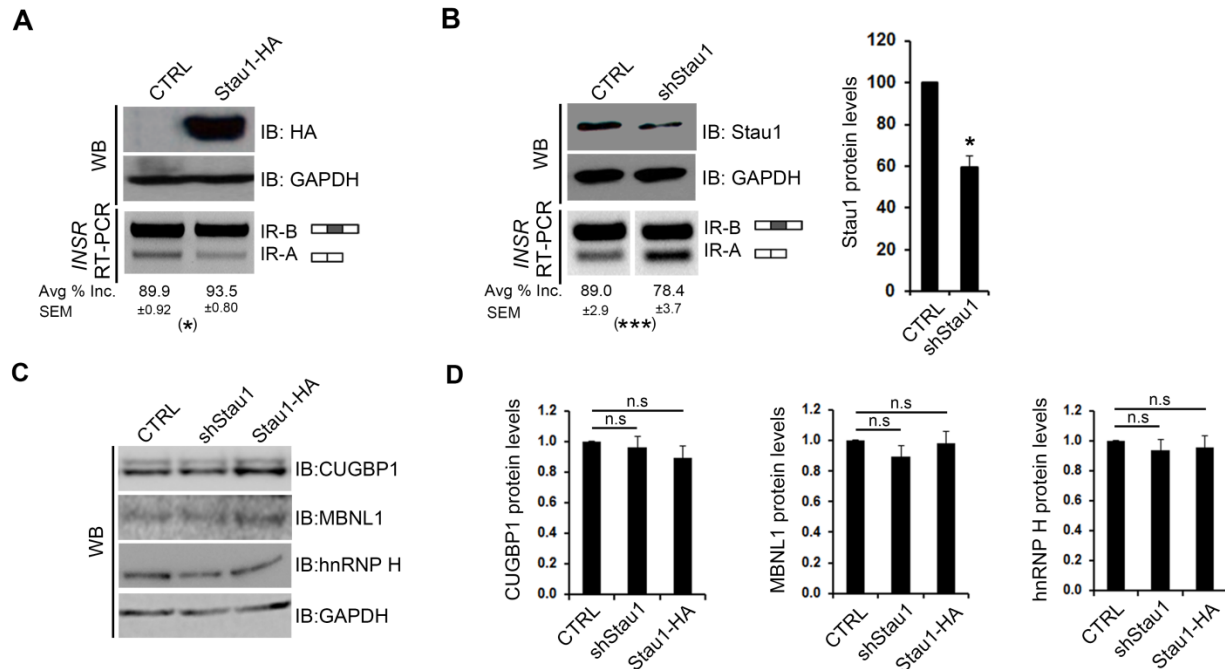 A
CTRL
Stau1-HA
WB
IB: HA
IB: GAPDH
INSR
RT-PCR
IR-B
IR-A
Avg % Inc. 89.9 93.5
SEM ±0.92 ±0.80
(*)
B
CTRL
shStau1
WB
IB: Stau1
IB: GAPDH
INSR
RT-PCR
IR-B
IR-A
Avg % Inc. 89.0 78.4
SEM ±2.9 ±3.7
(***)
Stau1 protein levels
120
100
80
60
40
20
0
*
CTRL
shStau1
C
CTRL
shStau1
Stau1-HA
WB
IB:CUGBP1
IB:MBNL1
IB:hnRNP H
IB:GAPDH
D
CUGBP1 protein levels
1.2
1.0
0.8
0.6
0.4
0.2
0.0
n.s
n.s
CTRL
shStau1
Stau1-HA
MBNL1 protein levels
1.2
1.0
0.8
0.6
0.4
0.2
0.0
n.s
n.s
CTRL
shStau1
Stau1-HA
hnRNP H protein levels
1.2
1.0
0.8
0.6
0.4
0.2
0.0
n.s
n.s
CTRL
shStau1
Stau1-HA